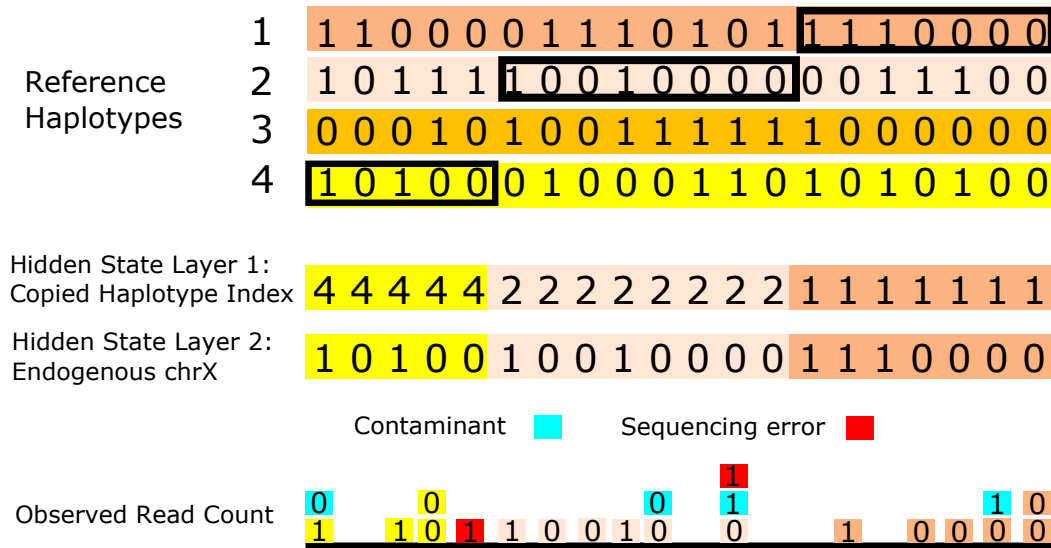 1 1 1 0 0 0 0 1 1 1 0 1 0 1 1 1 1 0 0 0 0
Reference
Haplotypes
2 1 0 1 1 1 1 0 0 1 0 0 0 0 0 0 1 1 1 0 0
3 0 0 0 1 0 1 0 0 1 1 1 1 1 1 0 0 0 0 0 0
4 1 0 1 0 0 0 1 0 0 0 1 1 0 1 0 1 0 1 0 0
Hidden State Layer 1:
Copied Haplotype Index 4 4 4 4 4 2 2 2 2 2 2 2 2 1 1 1 1 1 1 1
Hidden State Layer 2:
Endogenous chrX 1 0 1 0 0 1 0 0 1 0 0 0 0 1 1 1 0 0 0 0
Contaminant Sequencing error
1
0 0 0 1 1 0
Observed Read Count 1 1 0 1 1 0 0 1 0 0 1 0 0 0 0